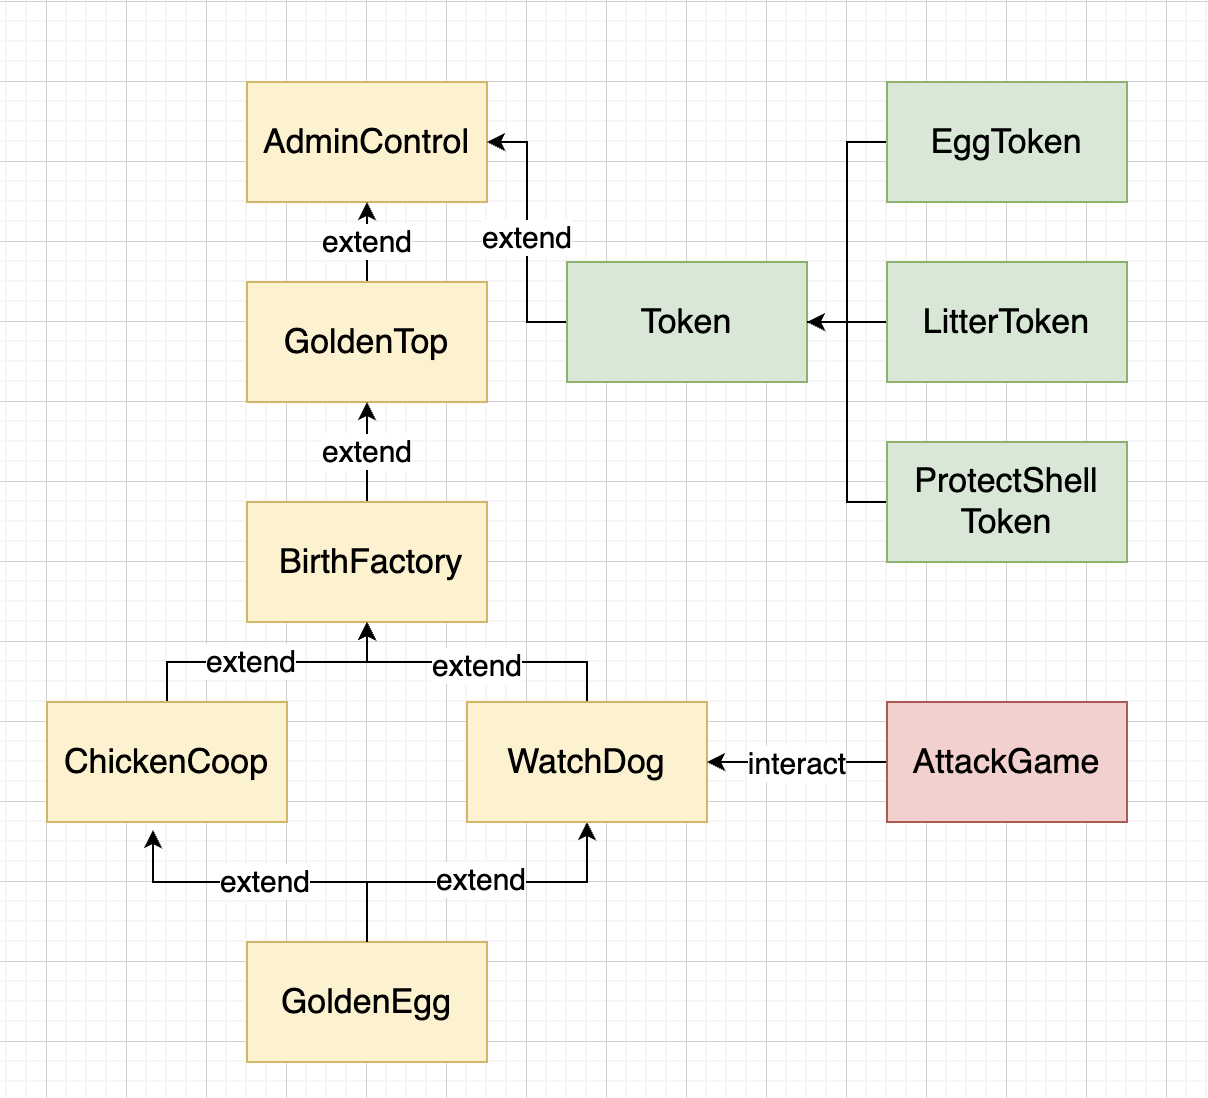 AdminControl
EggToken
extend
extend
Token
LitterToken
GoldenTop
extend
ProtectShell
Token
BirthFactory
extend
extend
ChickenCoop
WatchDog
interact
AttackGame
extend
extend
GoldenEgg